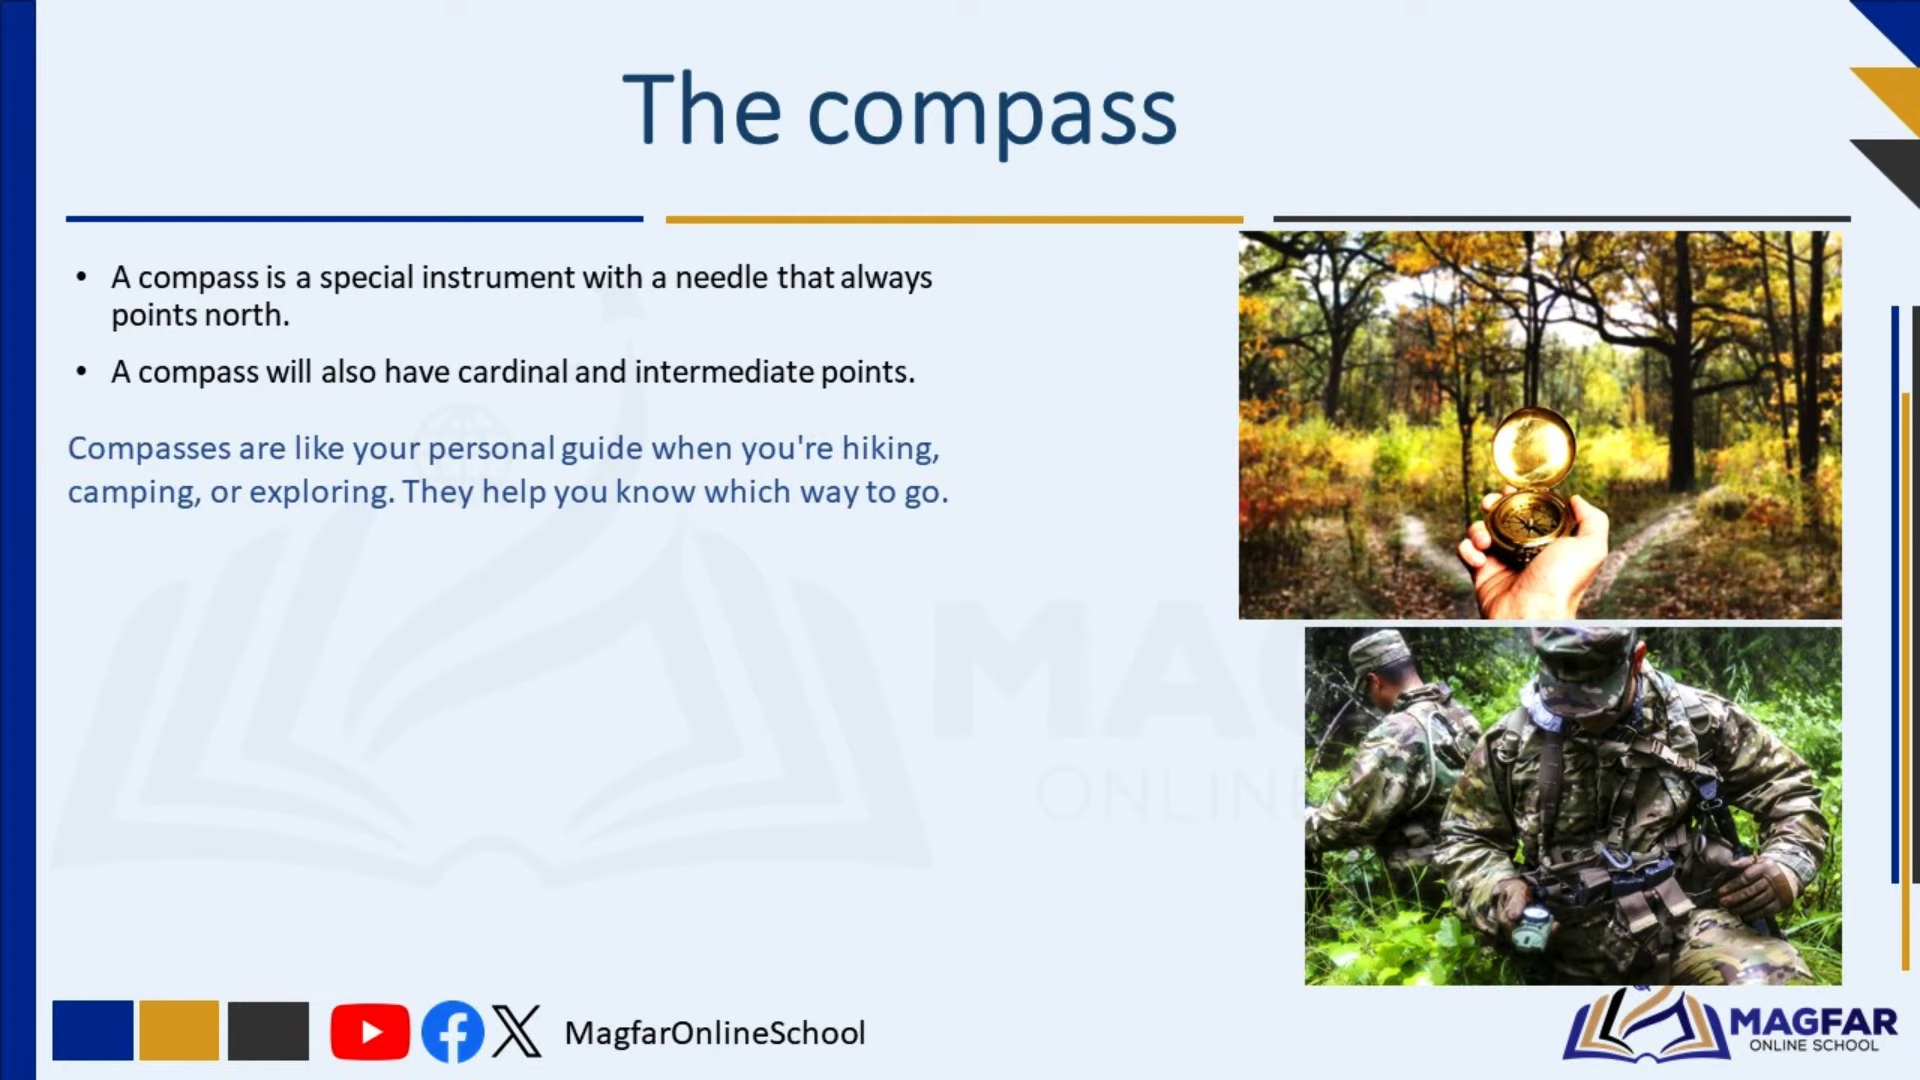 The compass
• A compass is a special instrument with a needle that always
points north.
• A compass will also have cardinal and intermediate points.
Compasses are like your personal guide when you're hiking,
camping, or exploring. They help you know which way to go.
MAG
ONLINE
MagfarOnlineSchool
MAGFAR
ONLINE SCHOOL